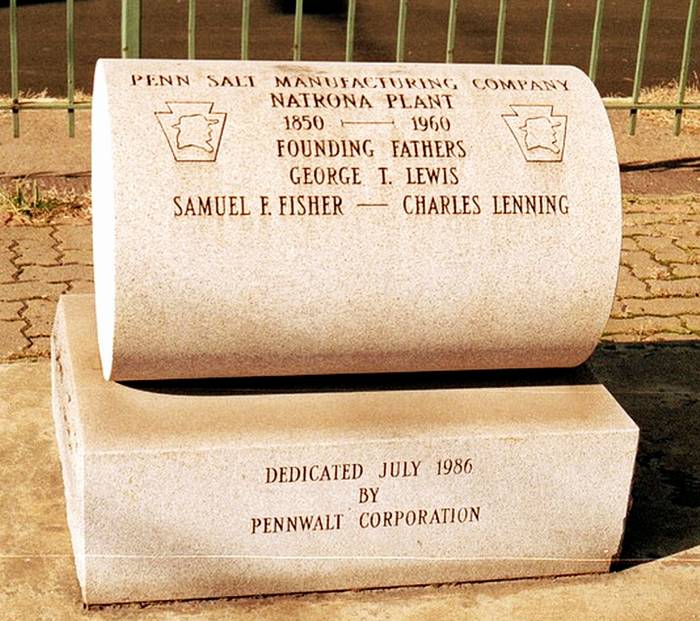 PENN SALT MANUFACTURING COMPANY
NATRONA PLANT
1850 — 1960
FOUNDING FATHERS
GEORGE T. LEWIS
SAMUEL F. FISHER — CHARLES LENNING
DEDICATED JULY 1986
BY
PENNWALT CORPORATION